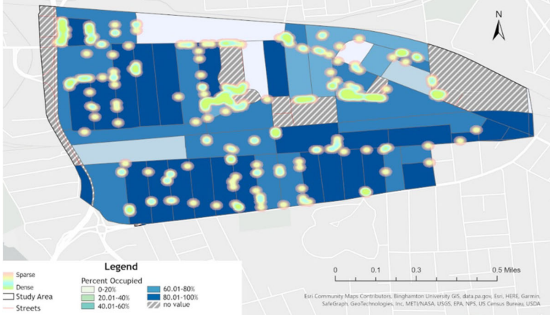 N
Legend
Sparse
Dense
Study Area
Streets
Percent Occupied
0-20%
20.01-40%
40.01-60%
60.01-80%
80.01-100%
no value
0 0.1 0.3 0.5 Miles
Esri Community Maps Contributors, Binghamton University GIS, data.pa.gov, Esri, HERE, Garmin,
SafeGraph, GeoTechnologies, Inc, METI/NASA, USGS, EPA, NPS, US Census Bureau, USDA